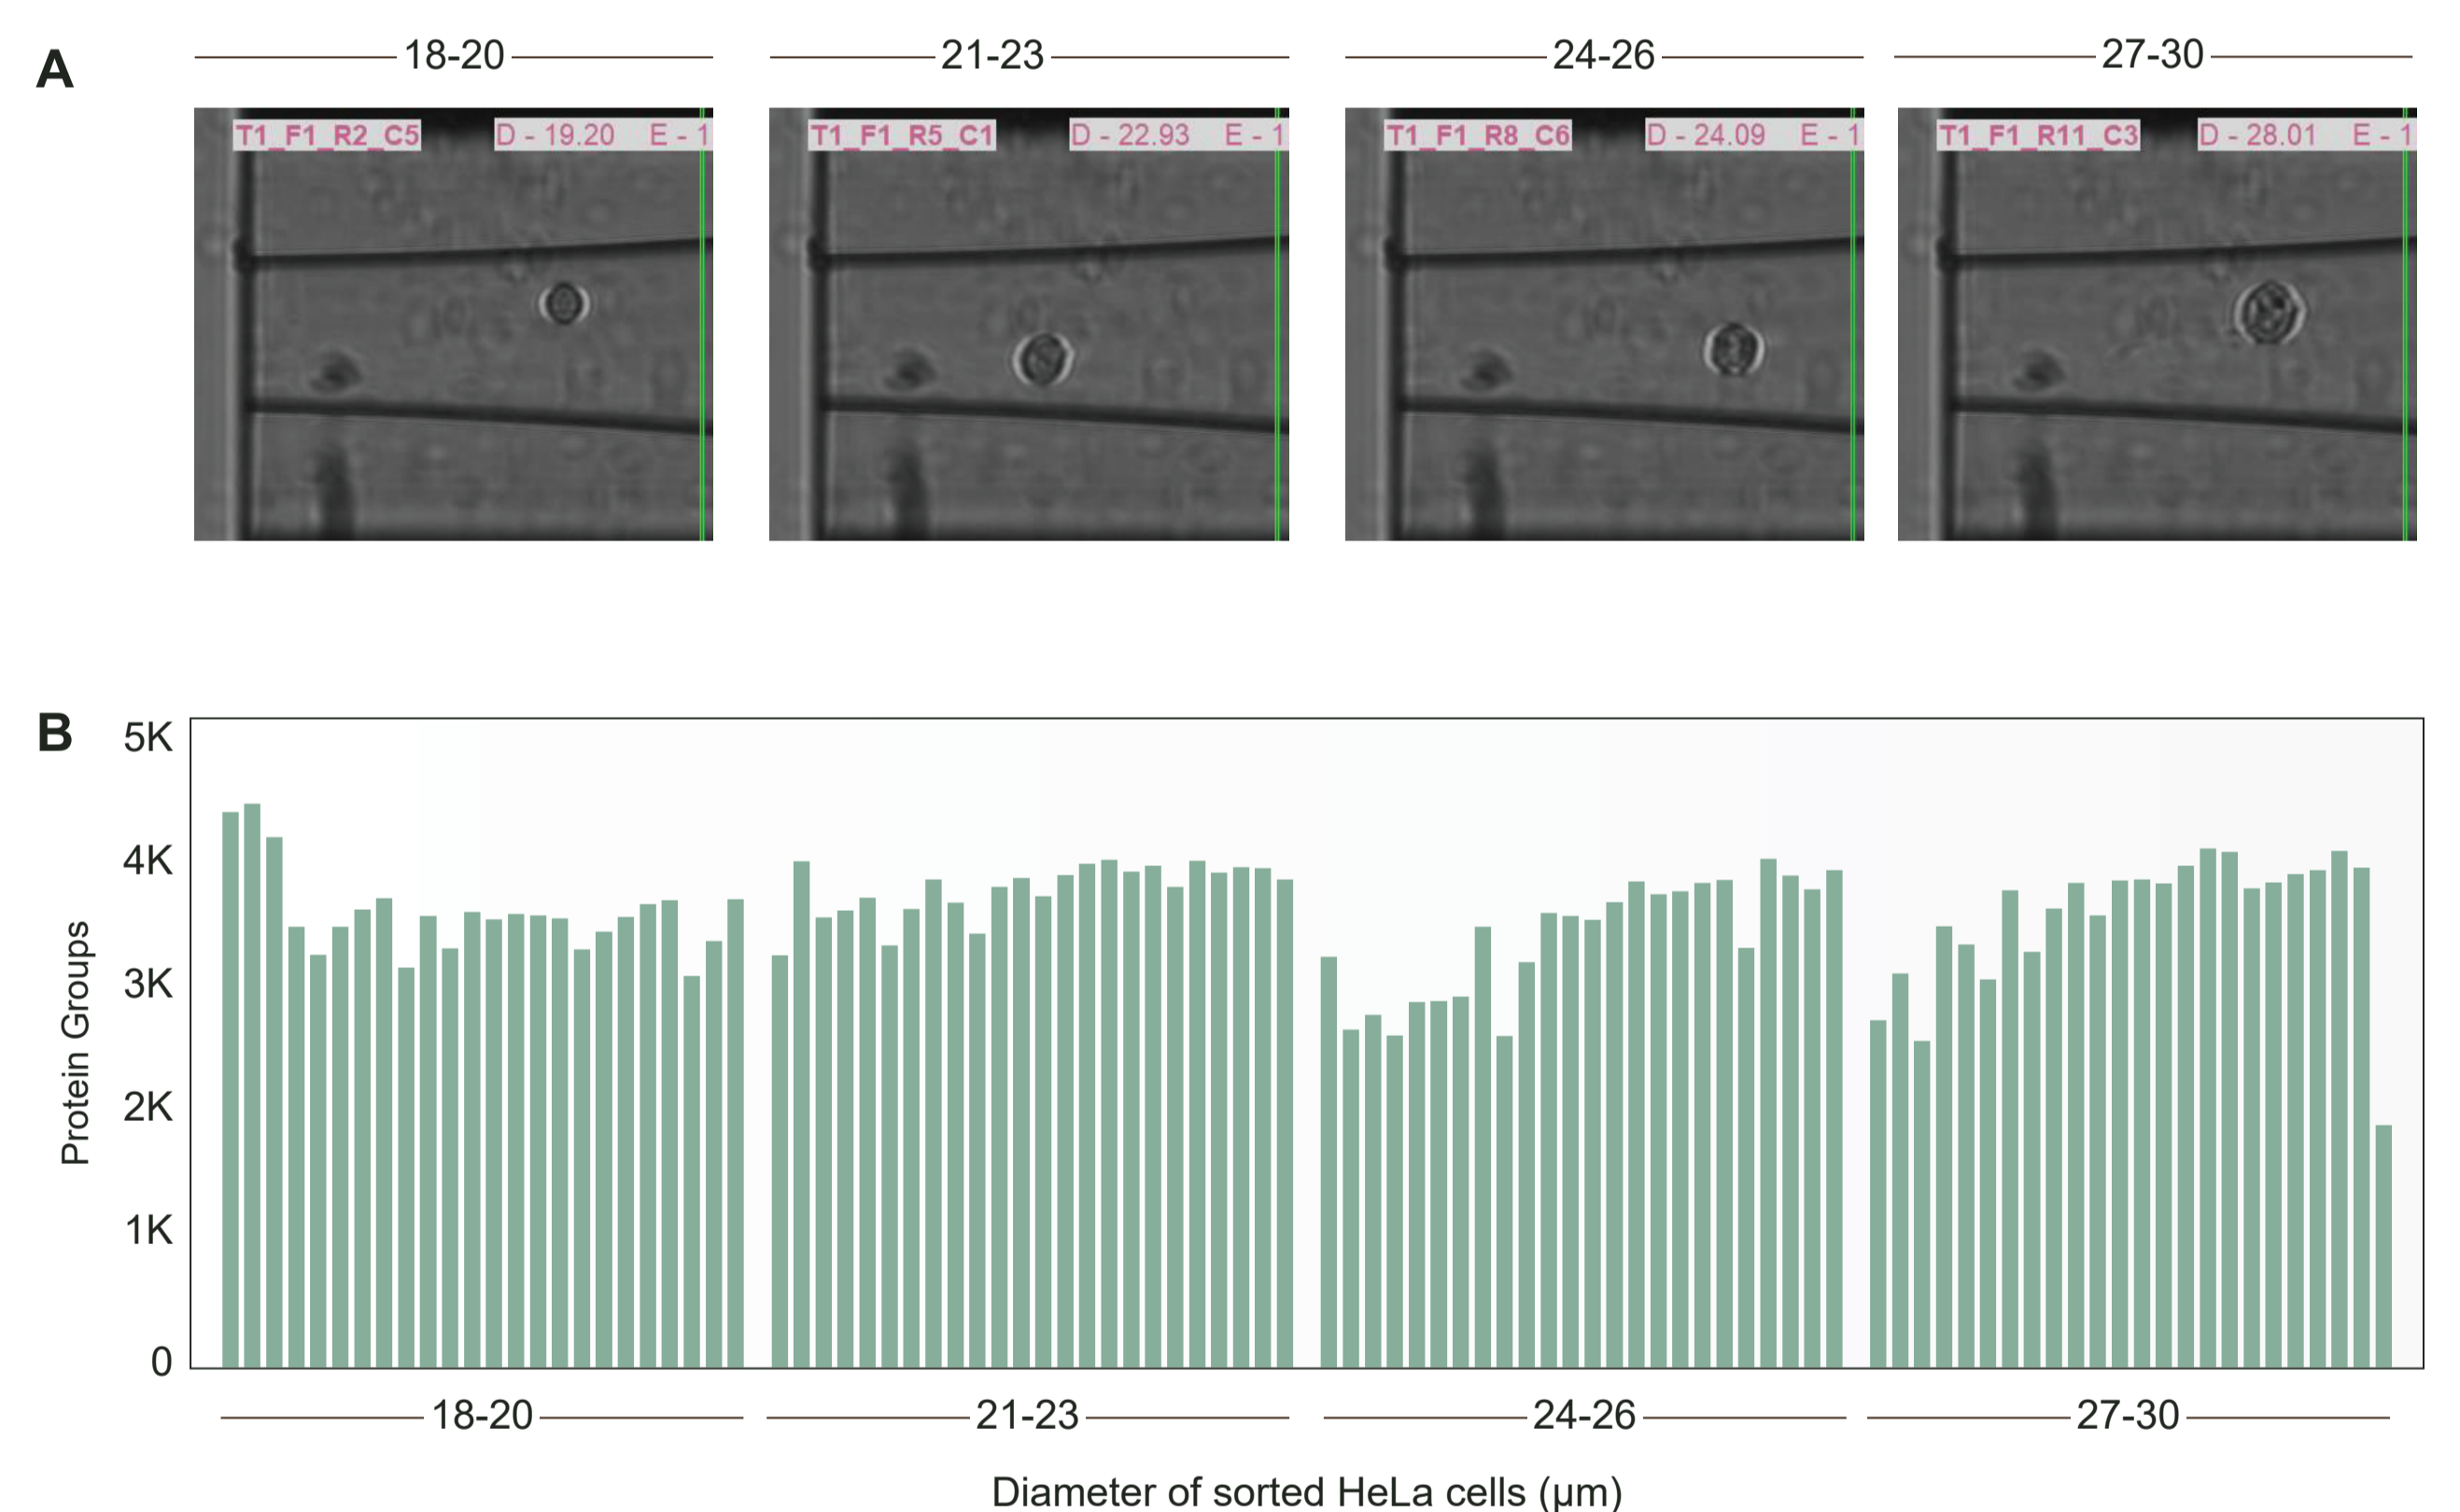 A
18-20
21-23
24-26
27-30
T1_F1_R2_C5 D - 19.20 E - 1
T1_F1_R5_C1 D - 22.93 E - 1
T1_F1_R8_C6 D - 24.09 E - 1
T1_F1_R11_C3 D - 28.01 E - 1
B
5K
4K
3K
2K
1K
0
Protein Groups
18-20
21-23
24-26
27-30
Diameter of sorted HeLa cells (µm)